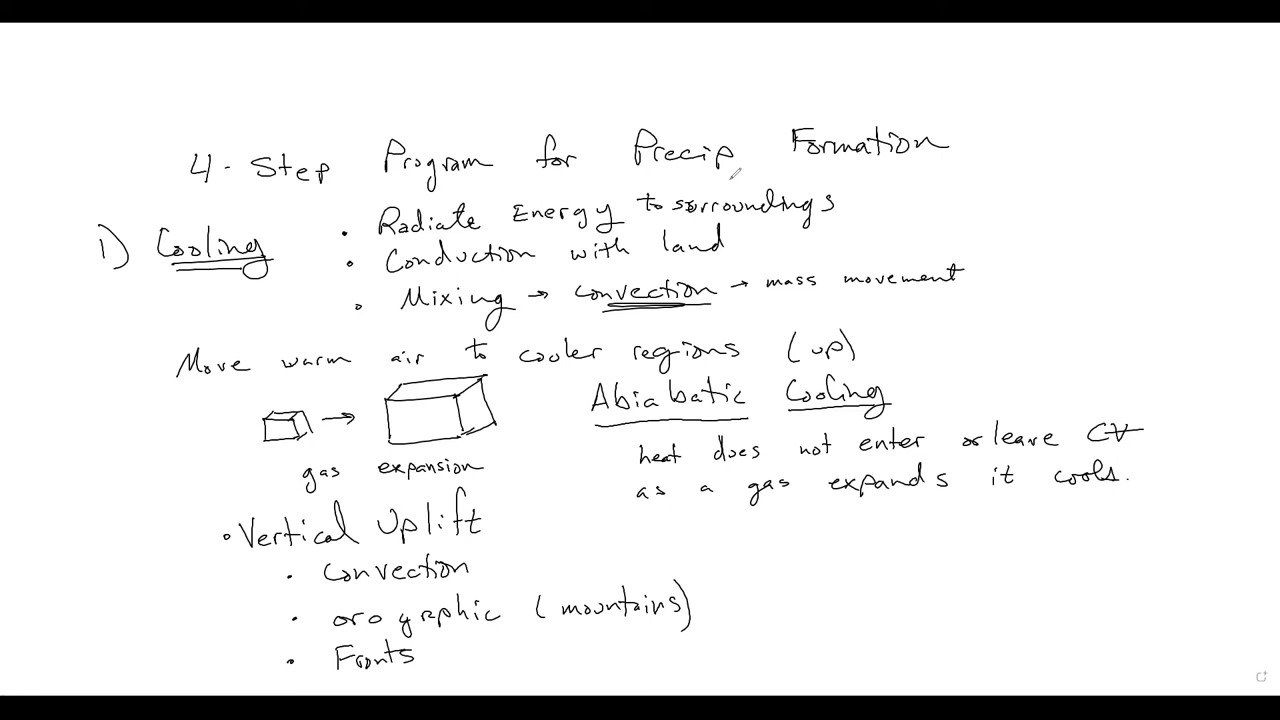 4-Step Program for Precip Formation
1) Cooling
• Radiate Energy to surroundings
• Conduction with land
• Mixing → convection → mass movement
Move warm air to cooler regions (up)
Abiabatic Cooling
→
gas expansion
heat does not enter or leave CV
as a gas expands it cools.
• Vertical Uplift
• Convection
• orographic (mountains)
• Fronts